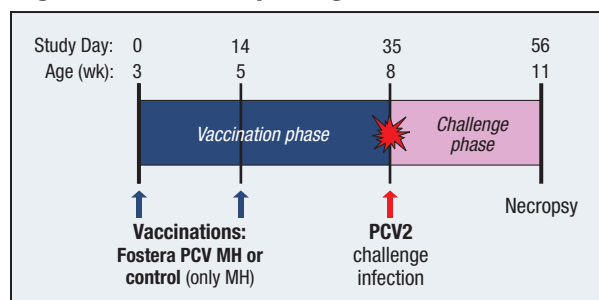 Study Day: 0 14 35 56
Age (wk): 3 5 8 11
Vaccination phase
Challenge
phase
Vaccinations:
Fostera PCV MH or
control (only MH)
PCV2
challenge
infection
Necropsy